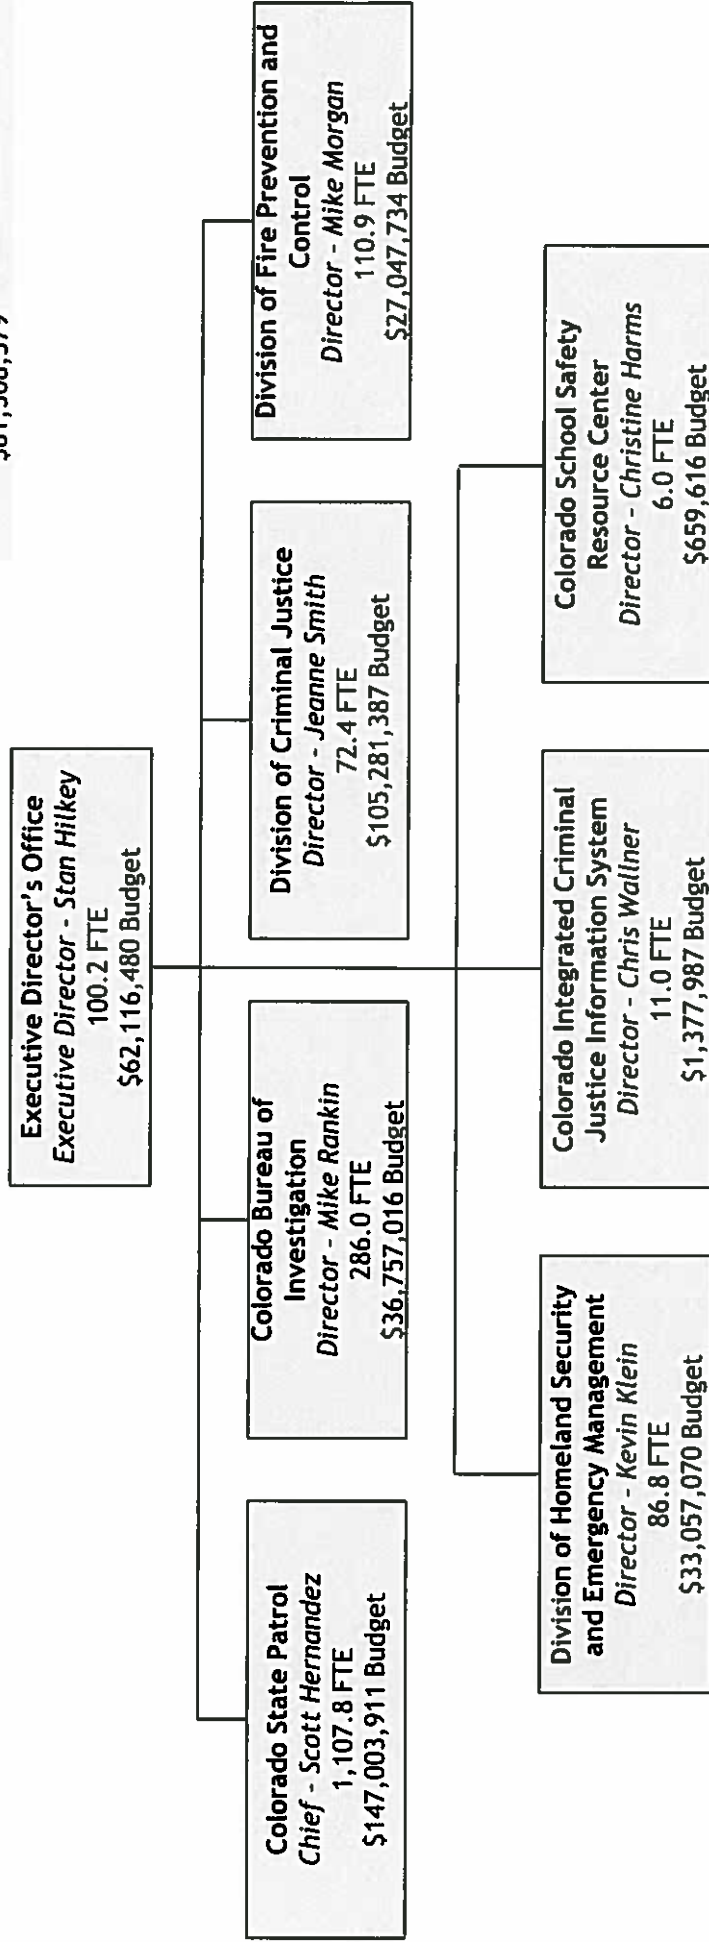 Executive Director's Office
Executive Director - Stan Hilkey
100.2 FTE
$62,116,480 Budget
Colorado State Patrol
Chief - Scott Hernandez
1,107.8 FTE
$147,003,911 Budget
Colorado Bureau of
Investigation
Director - Mike Rankin
286.0 FTE
$36,757,016 Budget
Division of Criminal Justice
Director - Jeanne Smith
72.4 FTE
$105,281,387 Budget
Division of Fire Prevention and
Control
Director - Mike Morgan
110.9 FTE
$27,047,734 Budget
Division of Homeland Security
and Emergency Management
Director - Kevin Klein
86.8 FTE
$33,057,070 Budget
Colorado Integrated Criminal
Justice Information System
Director - Chris Wallner
11.0 FTE
$1,377,987 Budget
Colorado School Safety
Resource Center
Director - Christine Harms
6.0 FTE
$659,616 Budget